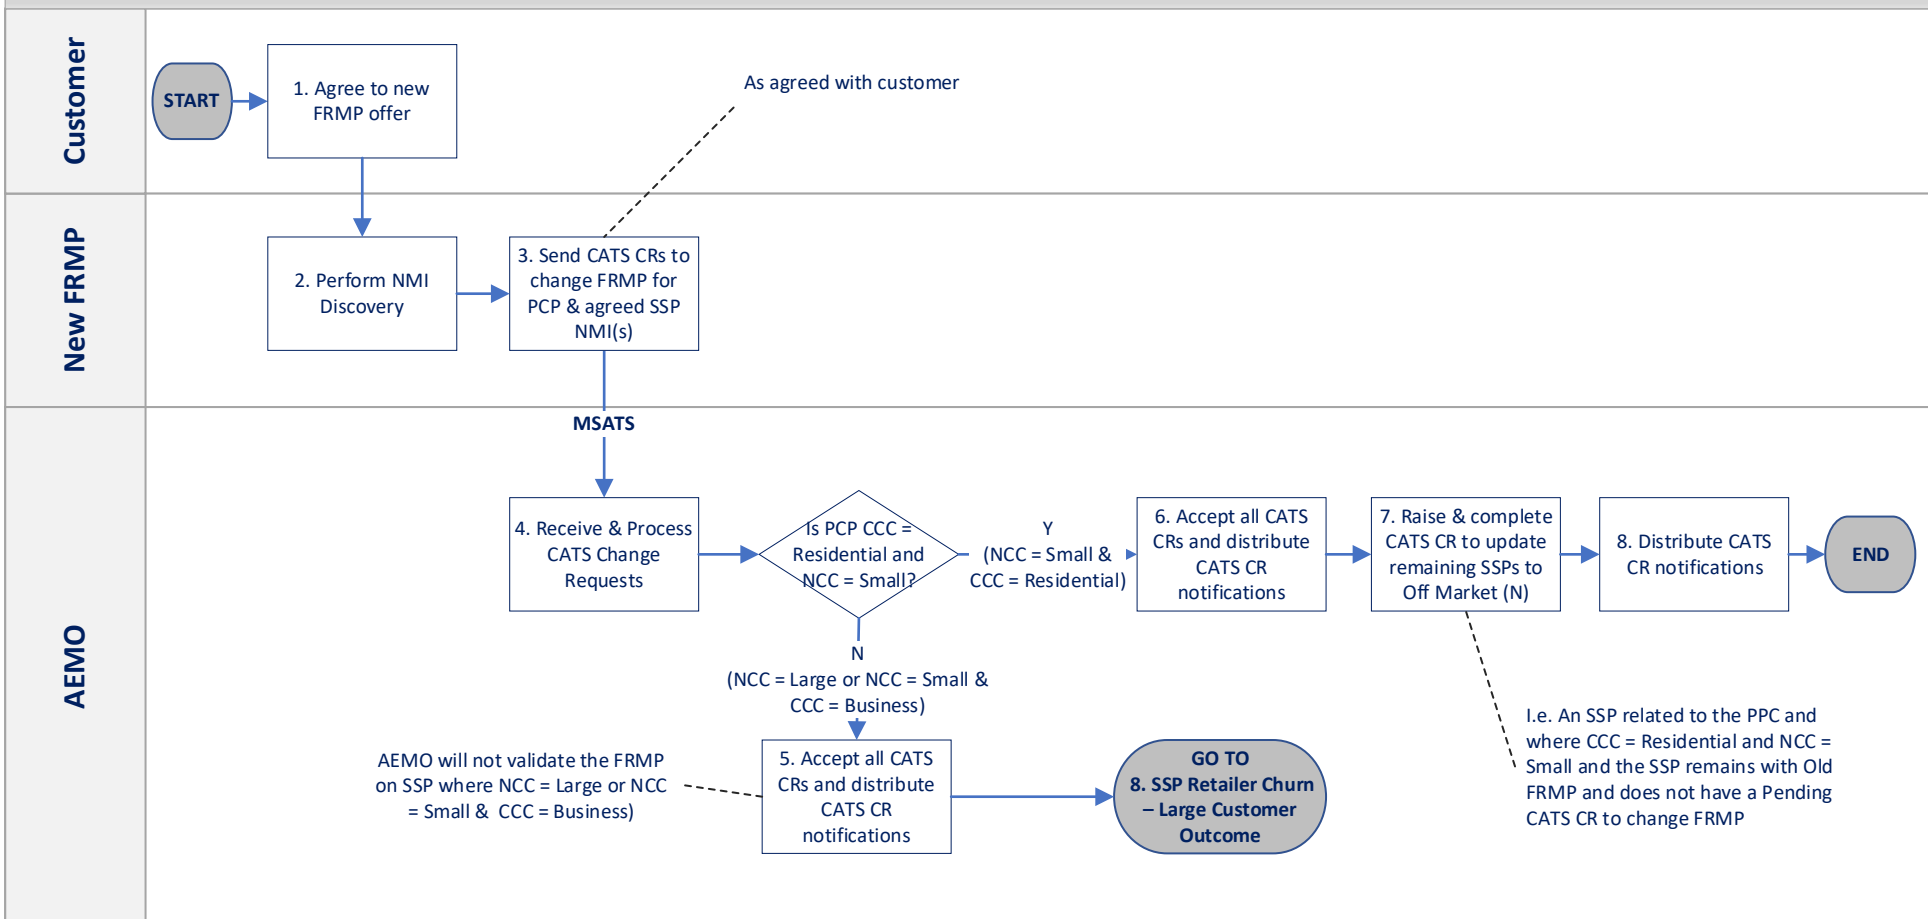 Customer
START
1. Agree to new
FRMP offer
As agreed with customer
New FRMP
2. Perform NMI
Discovery
3. Send CATS CRs to
change FRMP for
PCP & agreed SSP
NMI(s)
MSATS
AEMO
4. Receive & Process
CATS Change
Requests
Is PCP CCC =
Residential and
NCC = Small?
Y
(NCC = Small &
CCC = Residential)
6. Accept all CATS
CRs and distribute
CATS CR
notifications
7. Raise & complete
CATS CR to update
remaining SSPs to
Off Market (N)
8. Distribute CATS
CR notifications
END
N
(NCC = Large or NCC = Small &
CCC = Business)
AEMO will not validate the FRMP
on SSP where NCC = Large or NCC
= Small & CCC = Business)
5. Accept all CATS
CRs and distribute
CATS CR
notifications
GO TO
8. SSP Retailer Churn
– Large Customer
Outcome
I.e. An SSP related to the PPC and
where CCC = Residential and NCC =
Small and the SSP remains with Old
FRMP and does not have a Pending
CATS CR to change FRMP